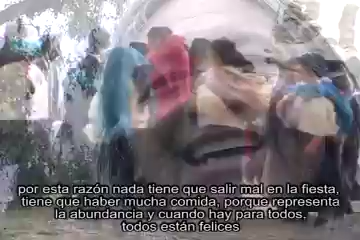 por esta razón nada tiene que salir mal en la fiesta,
tiene que haber mucha comida, porque representa
la abundancia y cuando hay para todos,
todos están felices